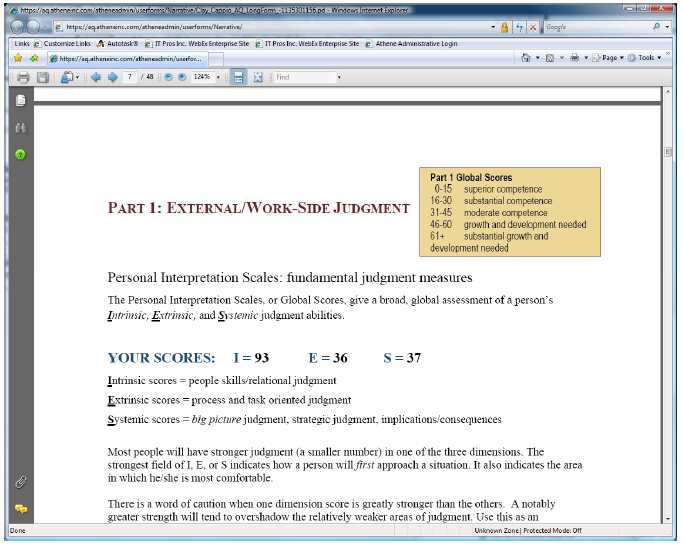 https://aq.atheneinc.com/atheneadmin/userforms/Narrative/Clay_Cappio_AQ_LongForm_-1135301156.pd - Windows Internet Explorer
https://aq.atheneinc.com/atheneadmin/userforms/Narrative/
Google
Links Customize Links Autotask® IT Pros Inc. WebEx Enterprise Site IT Pros Inc. WebEx Enterprise Site Athene Administrative Login
https://aq.atheneinc.com/atheneadmin/userfor...
Page Tools
7 / 48 124% Find
Part 1 Global Scores
0-15 superior competence
16-30 substantial competence
31-45 moderate competence
46-60 growth and development needed
61+ substantial growth and
development needed
PART 1: EXTERNAL/WORK-SIDE JUDGMENT
Personal Interpretation Scales: fundamental judgment measures
The Personal Interpretation Scales, or Global Scores, give a broad, global assessment of a person's
Intrinsic, Extrinsic, and Systemic judgment abilities.
YOUR SCORES: I = 93 E = 36 S = 37
Intrinsic scores = people skills/relational judgment
Extrinsic scores = process and task oriented judgment
Systemic scores = big picture judgment, strategic judgment, implications/consequences
Most people will have stronger judgment (a smaller number) in one of the three dimensions. The
strongest field of I, E, or S indicates how a person will first approach a situation. It also indicates the area
in which he/she is most comfortable.
There is a word of caution when one dimension score is greatly stronger than the others. A notably
greater strength will tend to overshadow the relatively weaker areas of judgment. Use this as an
Done
Unknown Zone | Protected Mode: Off